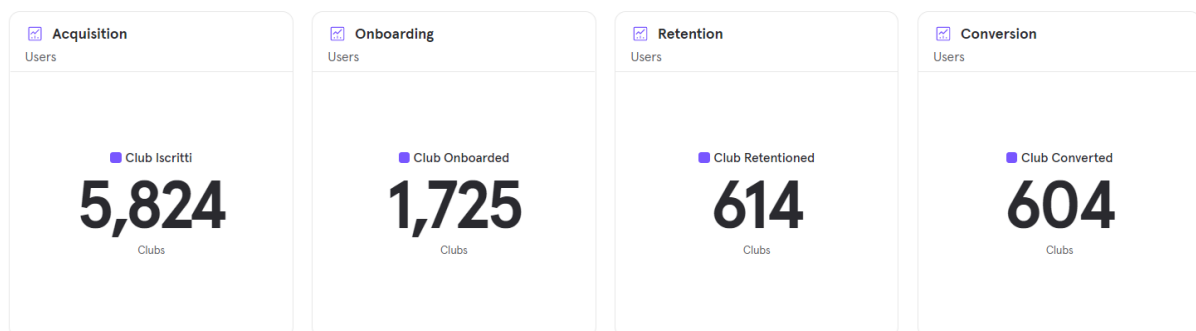 Acquisition
Users
Club Iscritti
5,824
Clubs
Onboarding
Users
Club Onboarded
1,725
Clubs
Retention
Users
Club Retentioned
614
Clubs
Conversion
Users
Club Converted
604
Clubs